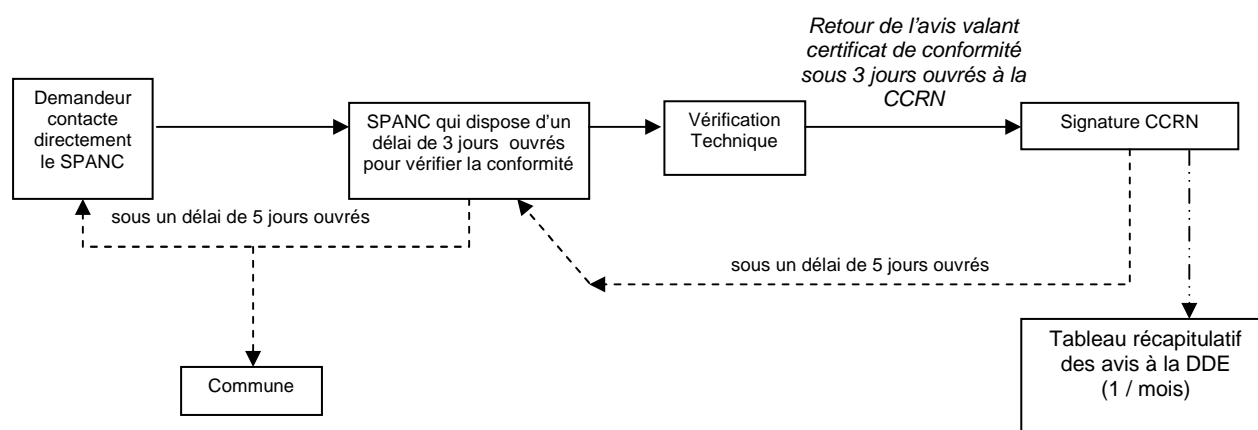 Retour de l'avis valant
certificat de conformité
sous 3 jours ouvrés à la
CCRN
Demandeur
contacte
directement
le SPANC
SPANC qui dispose d'un
délai de 3 jours ouvrés
pour vérifier la conformité
Vérification
Technique
Signature CCRN
sous un délai de 5 jours ouvrés
sous un délai de 5 jours ouvrés
Commune
Tableau récapitulatif
des avis à la DDE
(1 / mois)